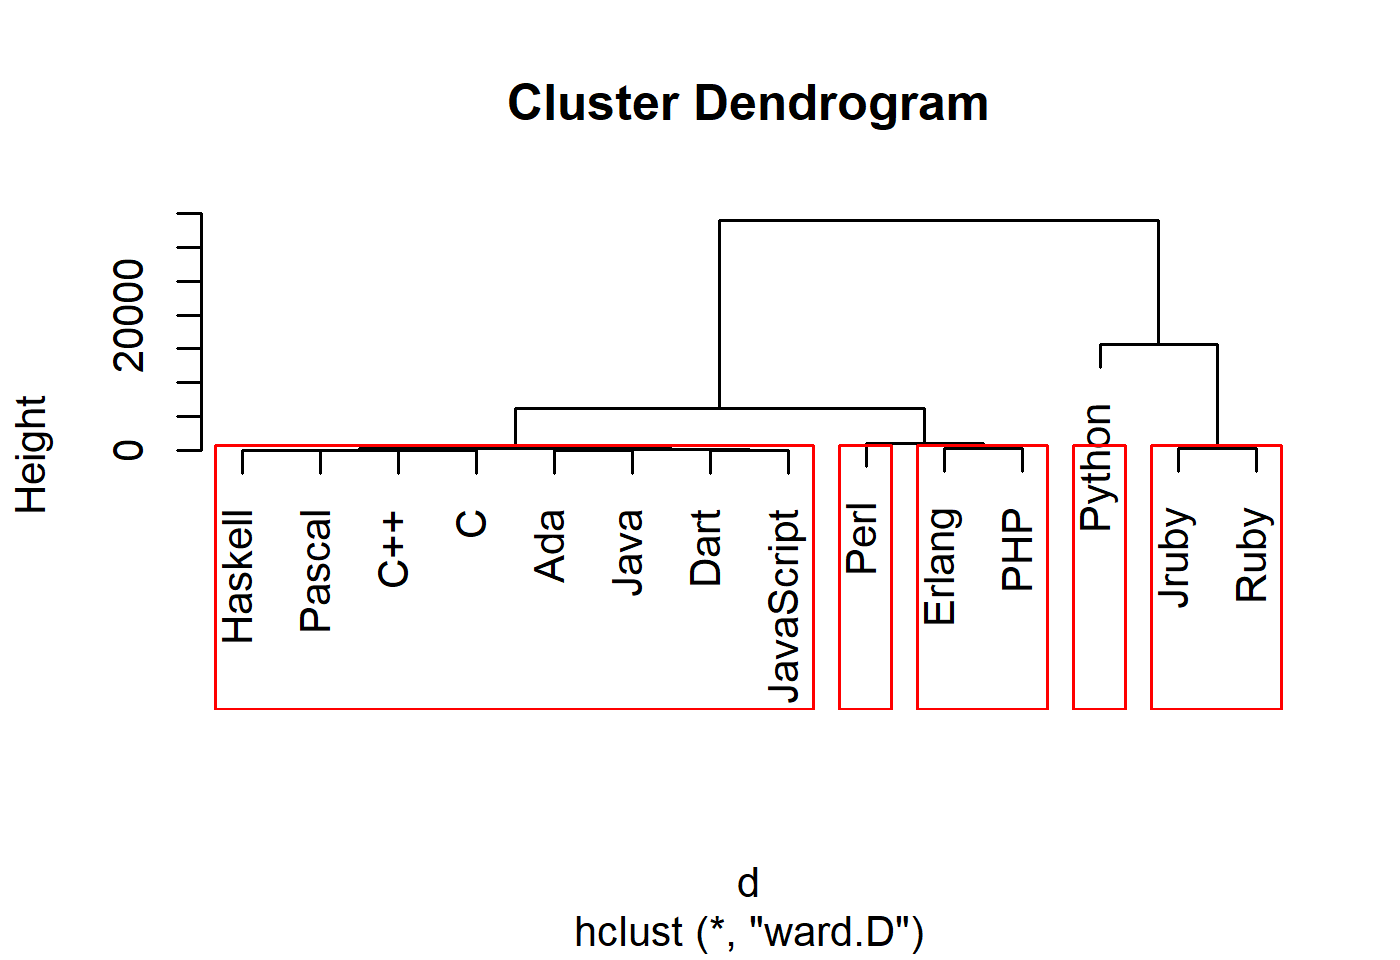 Cluster Dendrogram
Height
20000
0
Haskell
Pascal
C++
C
Ada
Java
Dart
JavaScript
Perl
Erlang
PHP
Python
Jruby
Ruby
d
hclust (*, "ward.D")